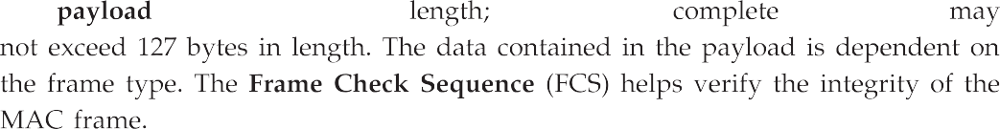 payload length; complete may
not exceed 127 bytes in length. The data contained in the payload is dependent on
the frame type. The Frame Check Sequence (FCS) helps verify the integrity of the
MAC frame.